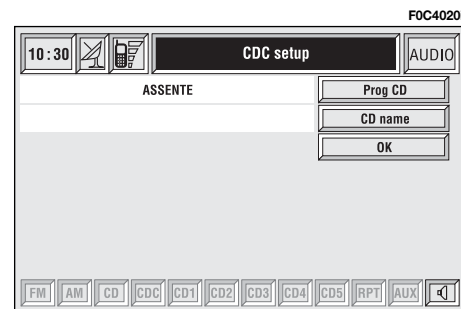 F0C4020
10:30 CDC setup AUDIO
ASSENTE Prog CD
CD name
OK
FM AM CD CDC CD1 CD2 CD3 CD4 CD5 RPT AUX